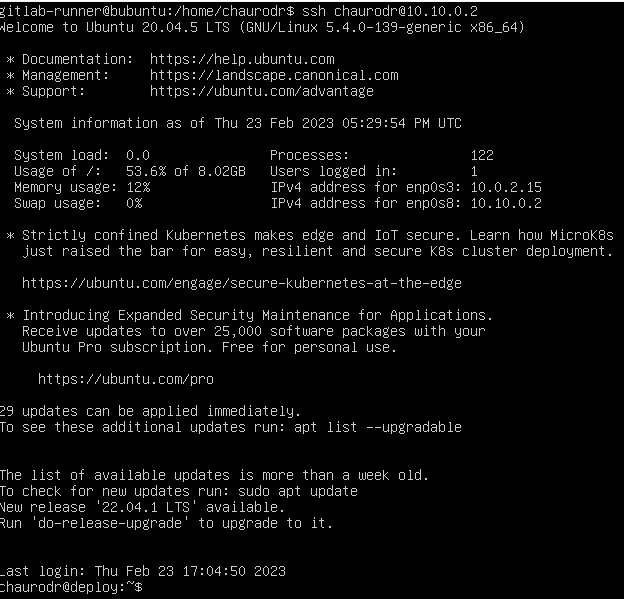 gitlab-runner@bubuntu:/home/chaurodr$ ssh chaurodr@10.10.0.2
Welcome to Ubuntu 20.04.5 LTS (GNU/Linux 5.4.0-139-generic x86_64)
* Documentation:  https://help.ubuntu.com
* Management:     https://landscape.canonical.com
* Support:        https://ubuntu.com/advantage
System information as of Thu 23 Feb 2023 05:29:54 PM UTC
System load:  0.0               Processes:               122
Usage of /:   53.6% of 8.02GB   Users logged in:         1
Memory usage: 12%               IPv4 address for enp0s3: 10.0.2.15
Swap usage:   0%                IPv4 address for enp0s8: 10.10.0.2
* Strictly confined Kubernetes makes edge and IoT secure. Learn how MicroK8s
just raised the bar for easy, resilient and secure K8s cluster deployment.
https://ubuntu.com/engage/secure-kubernetes-at-the-edge
* Introducing Expanded Security Maintenance for Applications.
Receive updates to over 25,000 software packages with your
Ubuntu Pro subscription. Free for personal use.
https://ubuntu.com/pro
29 updates can be applied immediately.
To see these additional updates run: apt list --upgradable
The list of available updates is more than a week old.
To check for new updates run: sudo apt update
New release '22.04.1 LTS' available.
Run 'do-release-upgrade' to upgrade to it.
Last login: Thu Feb 23 17:04:50 2023
chaurodr@deploy:~$